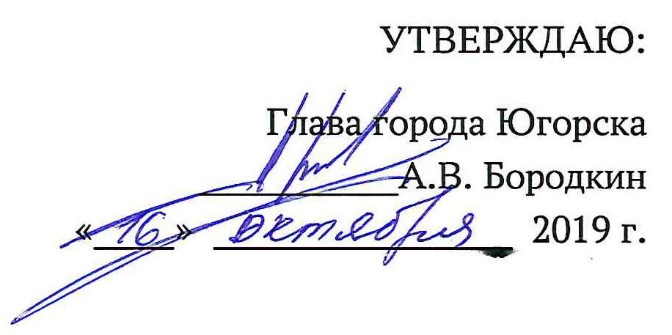 УТВЕРЖДАЮ:
Глава города Югорска
А.В. Бородкин
«16» октября 2019 г.